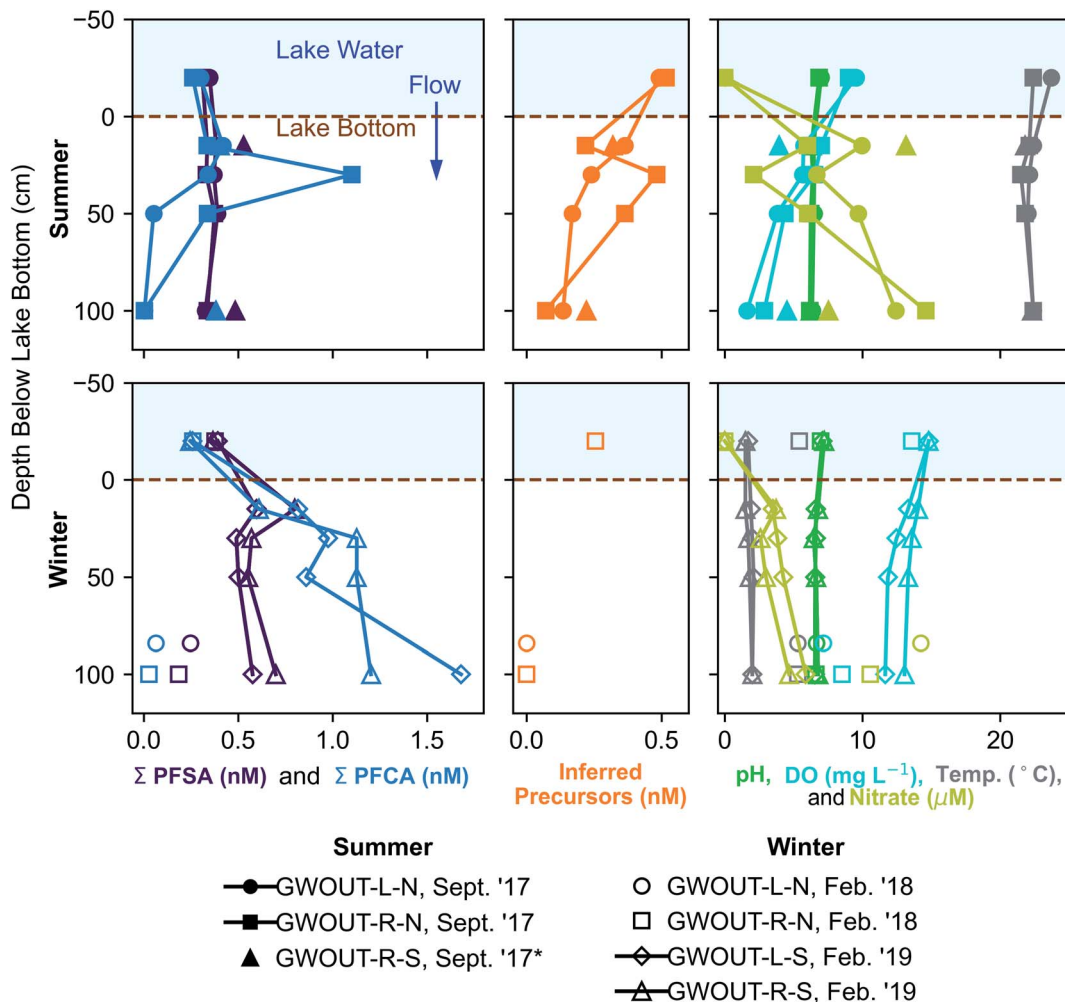 Depth Below Lake Bottom (cm)
Summer
Winter
−50
0
50
100
Lake Water
Flow
Lake Bottom
−50
0
50
100
0.0 0.5 1.0 1.5
0.0 0.5
0 10 20
Σ PFSA (nM) and Σ PFCA (nM)
Inferred
Precursors (nM)
pH, DO (mg L⁻¹), Temp. (°C),
and Nitrate (μM)
Summer
GWOUT-L-N, Sept. '17
GWOUT-R-N, Sept. '17
GWOUT-R-S, Sept. '17*
Winter
GWOUT-L-N, Feb. '18
GWOUT-R-N, Feb. '18
GWOUT-L-S, Feb. '19
GWOUT-R-S, Feb. '19